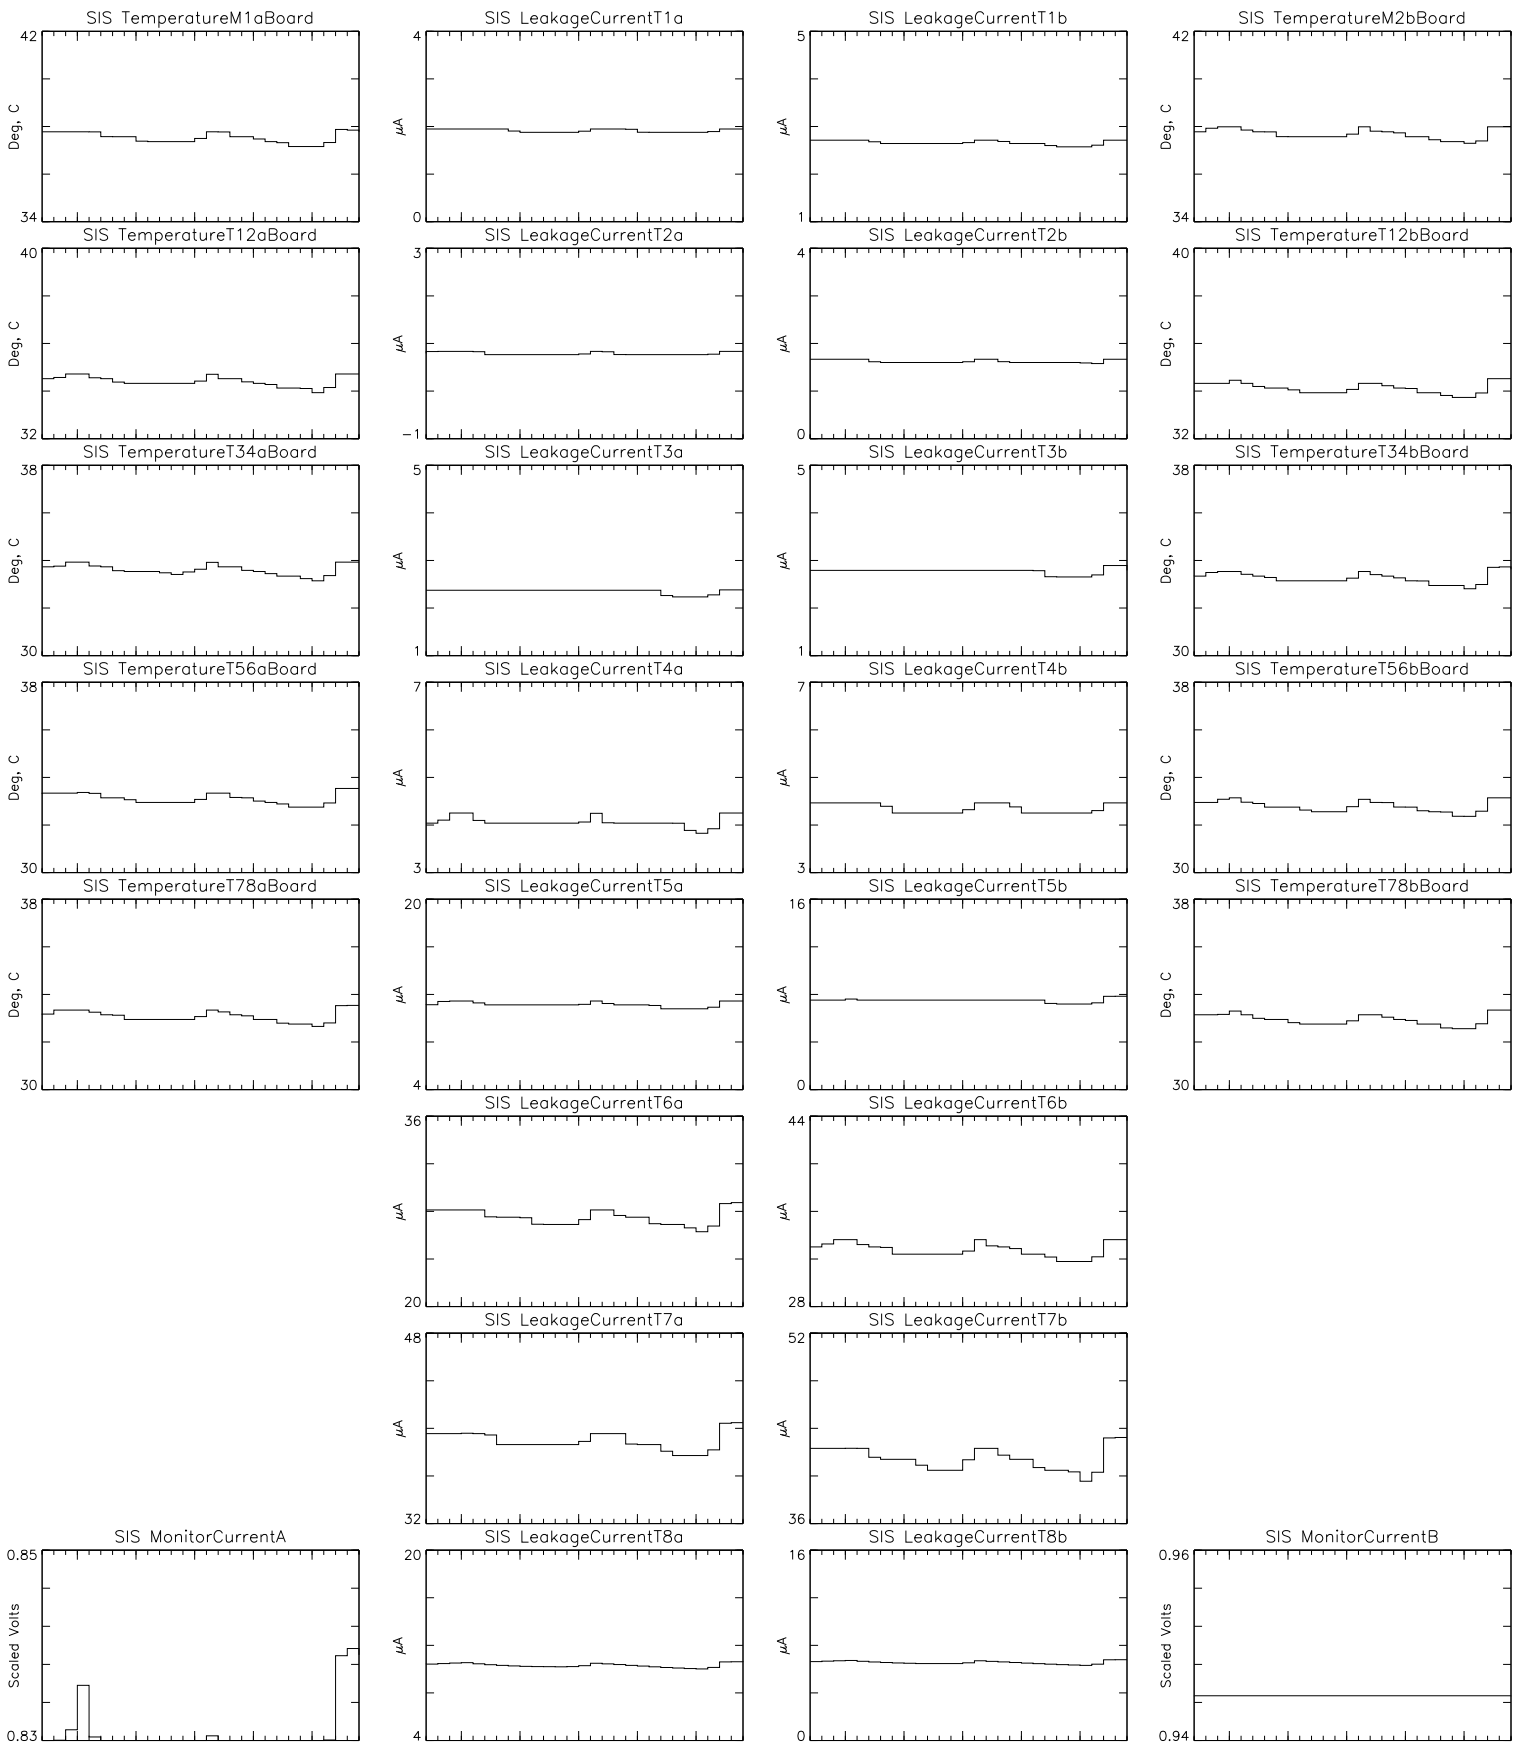 SIS TemperatureM1aBoard
42
Deg, C
34
SIS LeakageCurrentT1a
4
μA
0
SIS LeakageCurrentT1b
5
μA
1
SIS TemperatureM2bBoard
42
Deg, C
34
SIS TemperatureT12aBoard
40
Deg, C
32
SIS LeakageCurrentT2a
3
μA
−1
SIS LeakageCurrentT2b
4
μA
0
SIS TemperatureT12bBoard
40
Deg, C
32
SIS TemperatureT34aBoard
38
Deg, C
30
SIS LeakageCurrentT3a
5
μA
1
SIS LeakageCurrentT3b
5
μA
1
SIS TemperatureT34bBoard
38
Deg, C
30
SIS TemperatureT56aBoard
38
Deg, C
30
SIS LeakageCurrentT4a
7
μA
3
SIS LeakageCurrentT4b
7
μA
3
SIS TemperatureT56bBoard
38
Deg, C
30
SIS TemperatureT78aBoard
38
Deg, C
30
SIS LeakageCurrentT5a
20
μA
4
SIS LeakageCurrentT5b
16
μA
0
SIS TemperatureT78bBoard
38
Deg, C
30
SIS LeakageCurrentT6a
36
μA
20
SIS LeakageCurrentT6b
44
μA
28
SIS LeakageCurrentT7a
48
μA
32
SIS LeakageCurrentT7b
52
μA
36
SIS MonitorCurrentA
0.85
Scaled Volts
0.83
SIS LeakageCurrentT8a
20
μA
4
SIS LeakageCurrentT8b
16
μA
0
SIS MonitorCurrentB
0.96
Scaled Volts
0.94